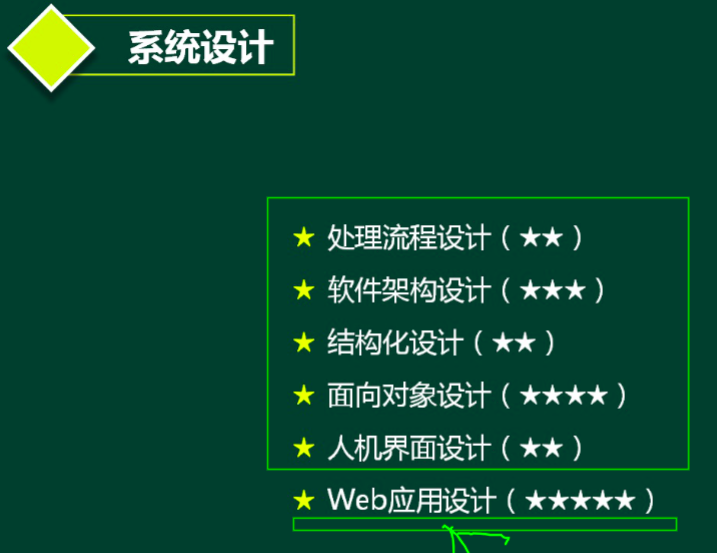 系统设计
★ 处理流程设计（★★）
★ 软件架构设计（★★★）
★ 结构化设计（★★）
★ 面向对象设计（★★★★）
★ 人机界面设计（★★）
★ Web应用设计（★★★★★）